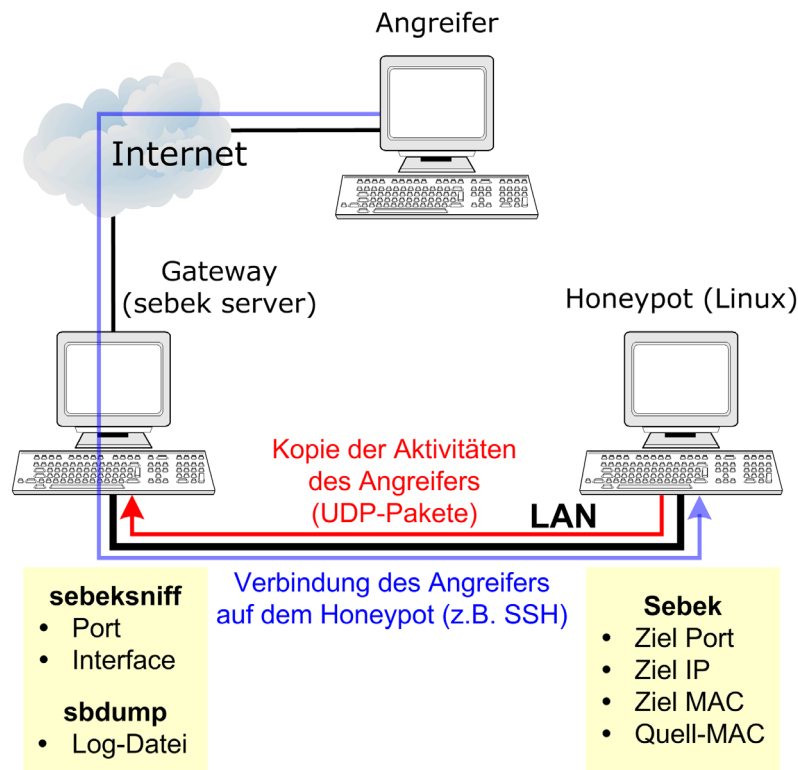 Angreifer
Internet
Gateway
(sebek server)
Honeypot (Linux)
Kopie der Aktivitäten
des Angreifers
(UDP-Pakete)
LAN
Verbindung des Angreifers
auf dem Honeypot (z.B. SSH)
sebeksniff
• Port
• Interface
sbdump
• Log-Datei
Sebek
• Ziel Port
• Ziel IP
• Ziel MAC
• Quell-MAC